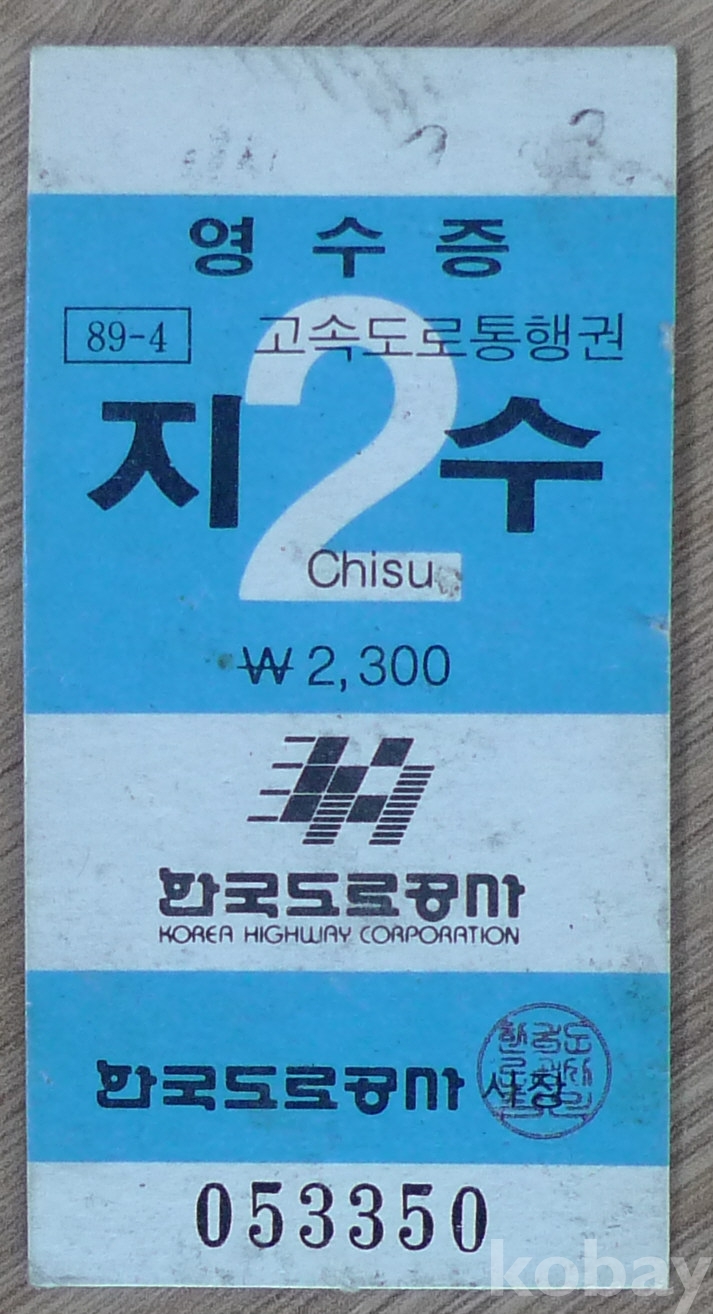 영수증
89-4 고속도로통행권
지 2 수
Chisu
₩2,300
한국도로공사
KOREA HIGHWAY CORPORATION
한국도로공사 사장
053350
kobay